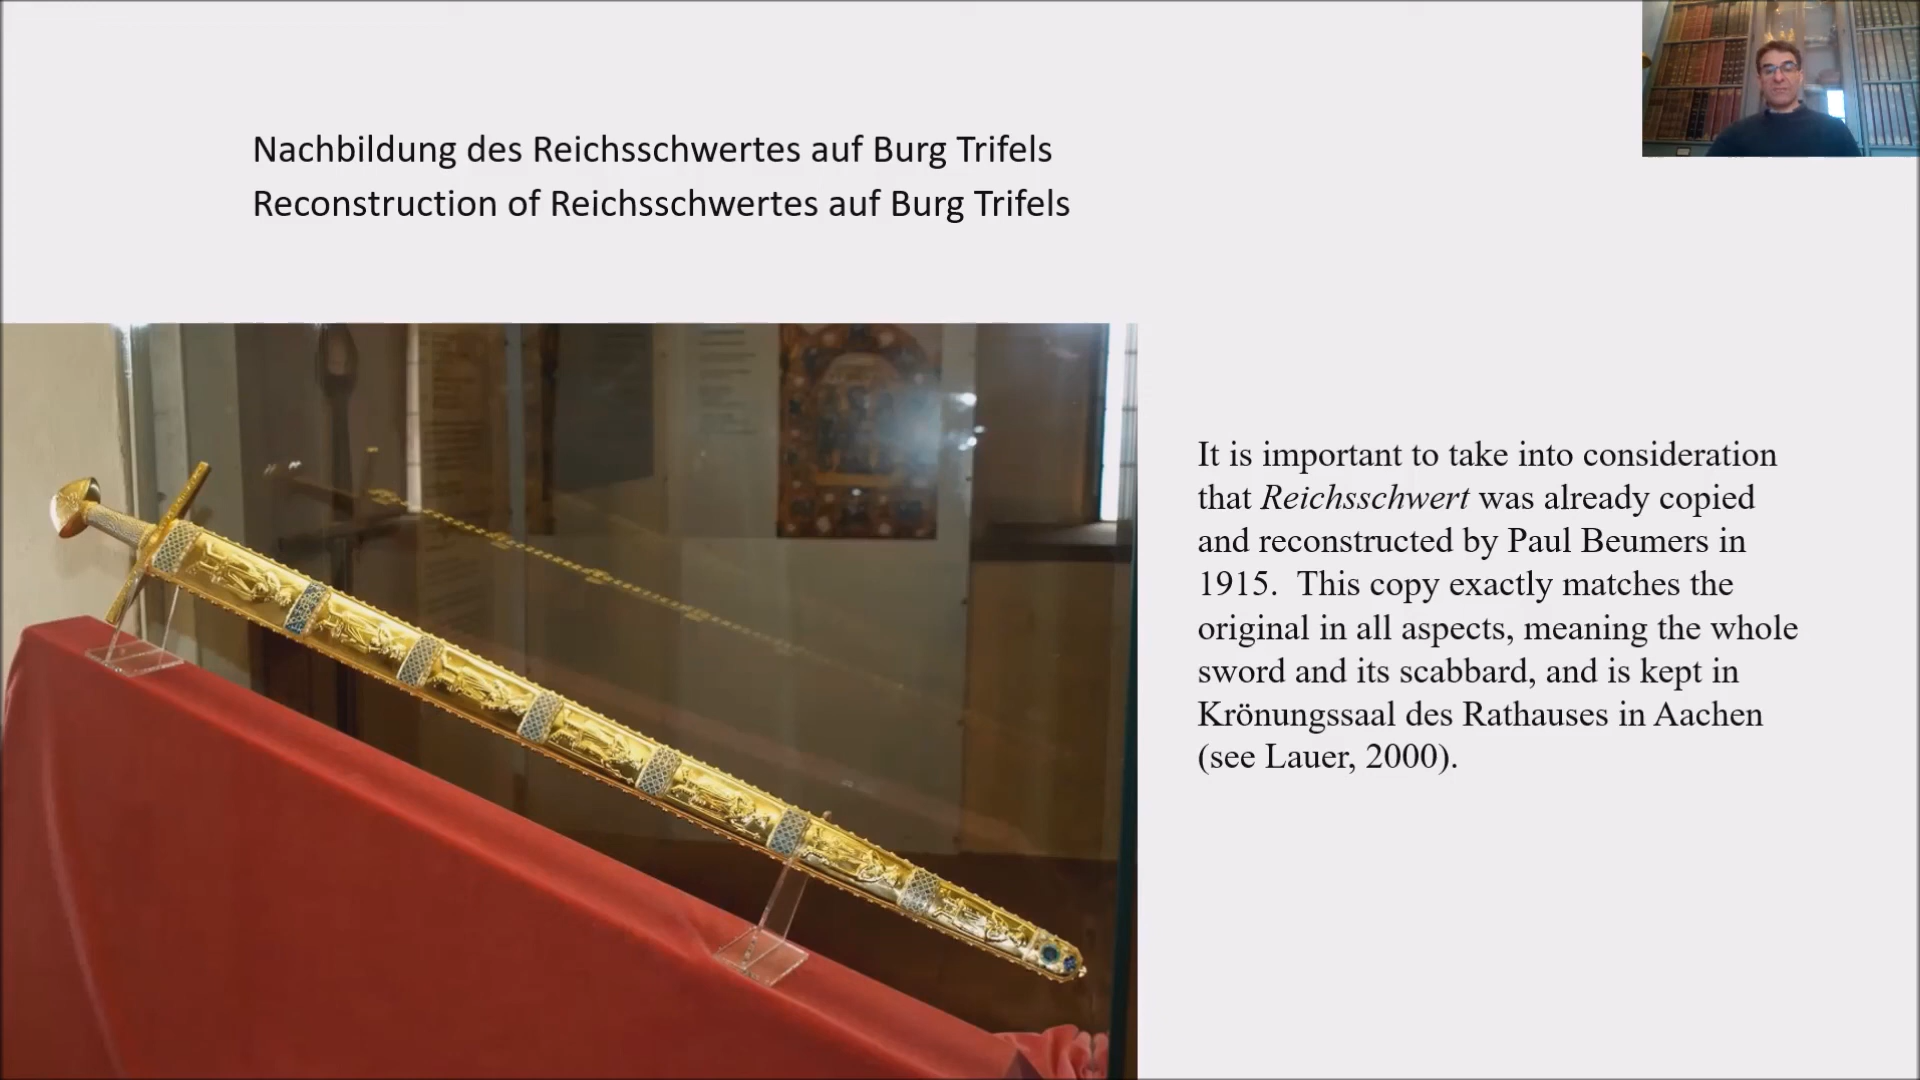 Nachbildung des Reichsschwertes auf Burg Trifels
Reconstruction of Reichsschwertes auf Burg Trifels
It is important to take into consideration
that Reichsschwert was already copied
and reconstructed by Paul Beumers in
1915.  This copy exactly matches the
original in all aspects, meaning the whole
sword and its scabbard, and is kept in
Krönungssaal des Rathauses in Aachen
(see Lauer, 2000).